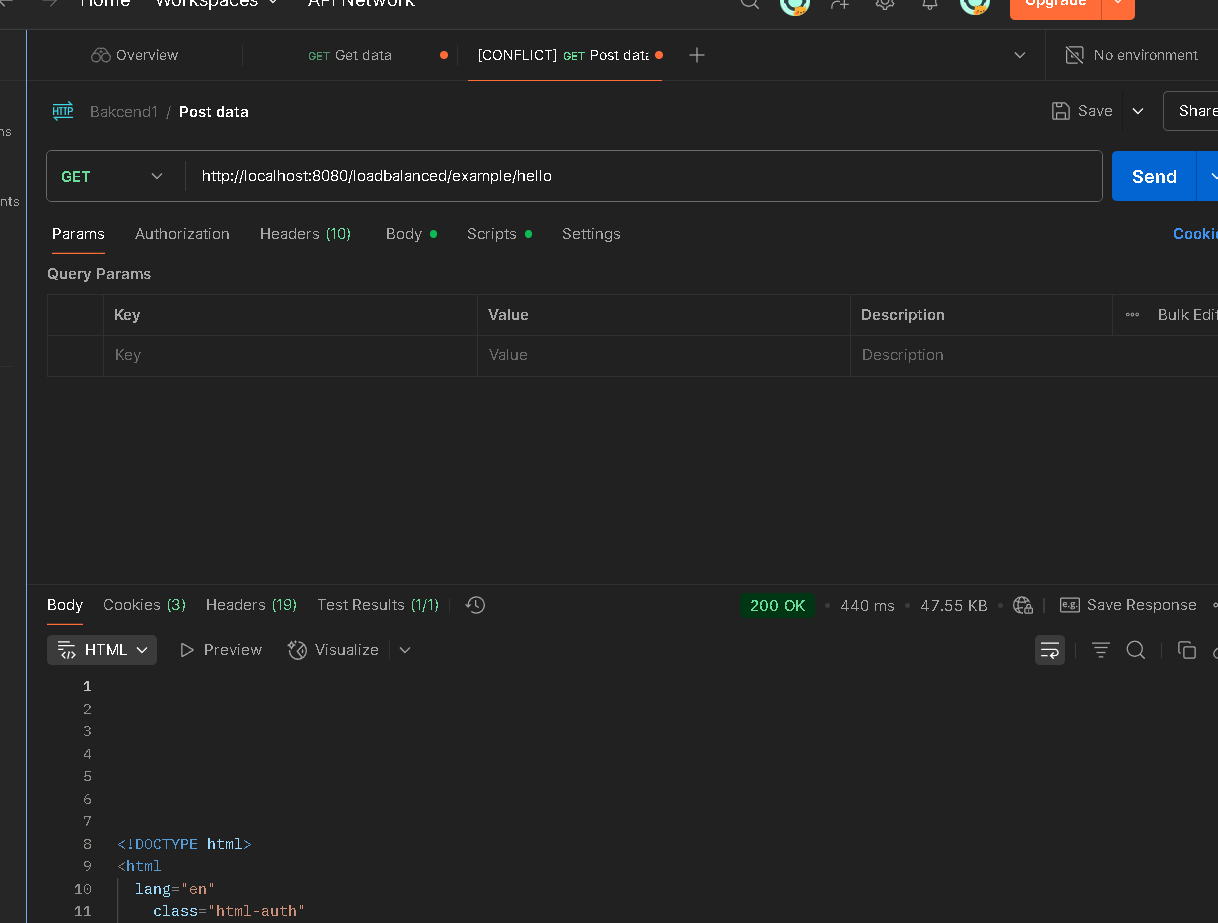 Home Workspaces API Network Upgrade
Overview GET Get data [CONFLICT] GET Post data No environment
HTTP Bakcend1 / Post data Save Share
ns
GET http://localhost:8080/loadbalanced/example/hello Send
nts
Params Authorization Headers (10) Body Scripts Settings Cookie
Query Params
Key Value Description Bulk Edit
Key Value Description
Body Cookies (3) Headers (19) Test Results (1/1) 200 OK 440 ms 47.55 KB e.g. Save Response
HTML Preview Visualize
1
2
3
4
5
6
7
8 <!DOCTYPE html>
9 <html
10 lang="en"
11 class="html-auth"